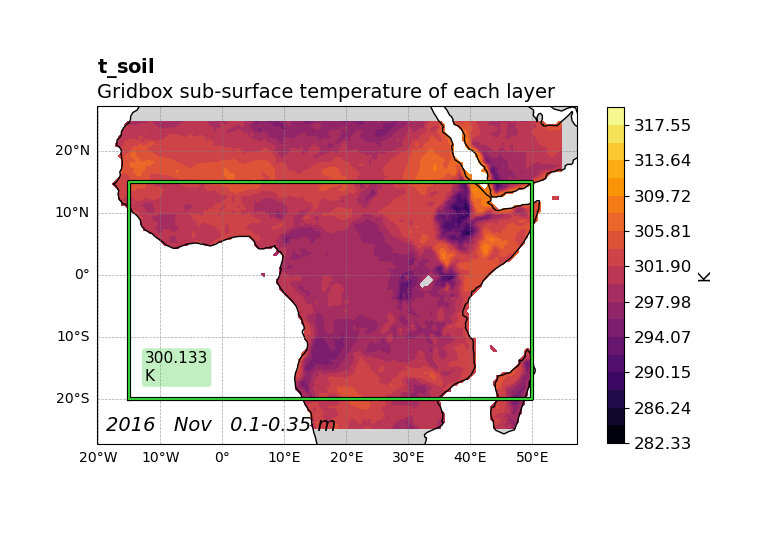 t_soil
Gridbox sub-surface temperature of each layer
20°N
10°N
0°
10°S
20°S
300.133
K
2016 Nov 0.1-0.35 m
20°W 10°W 0° 10°E 20°E 30°E 40°E 50°E
317.55
313.64
309.72
305.81
301.90
297.98
294.07
290.15
286.24
282.33
K